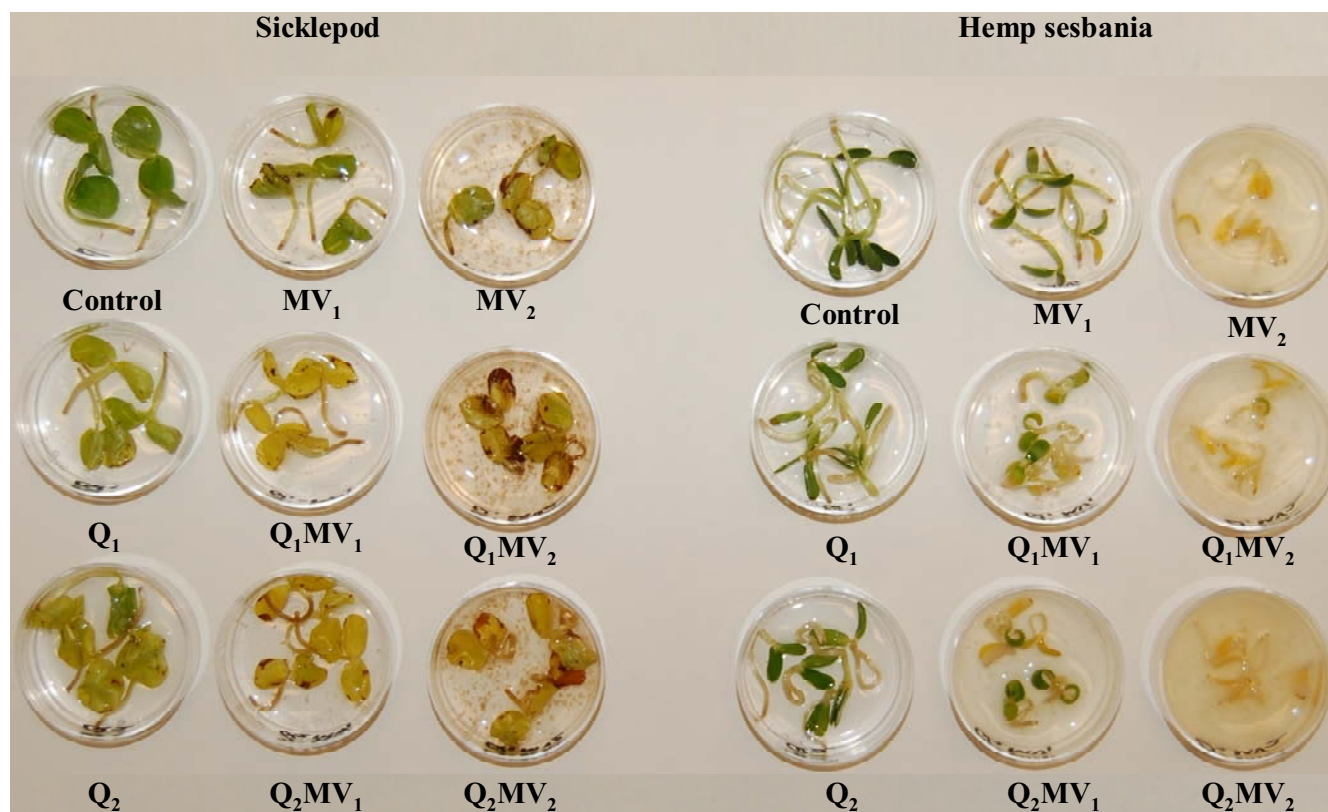 Sicklepod Hemp sesbania
Control MV₁ MV₂ Control MV₁ MV₂
Q₁ Q₁MV₁ Q₁MV₂ Q₁ Q₁MV₁ Q₁MV₂
Q₂ Q₂MV₁ Q₂MV₂ Q₂ Q₂MV₁ Q₂MV₂